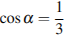 cos α = 1/3